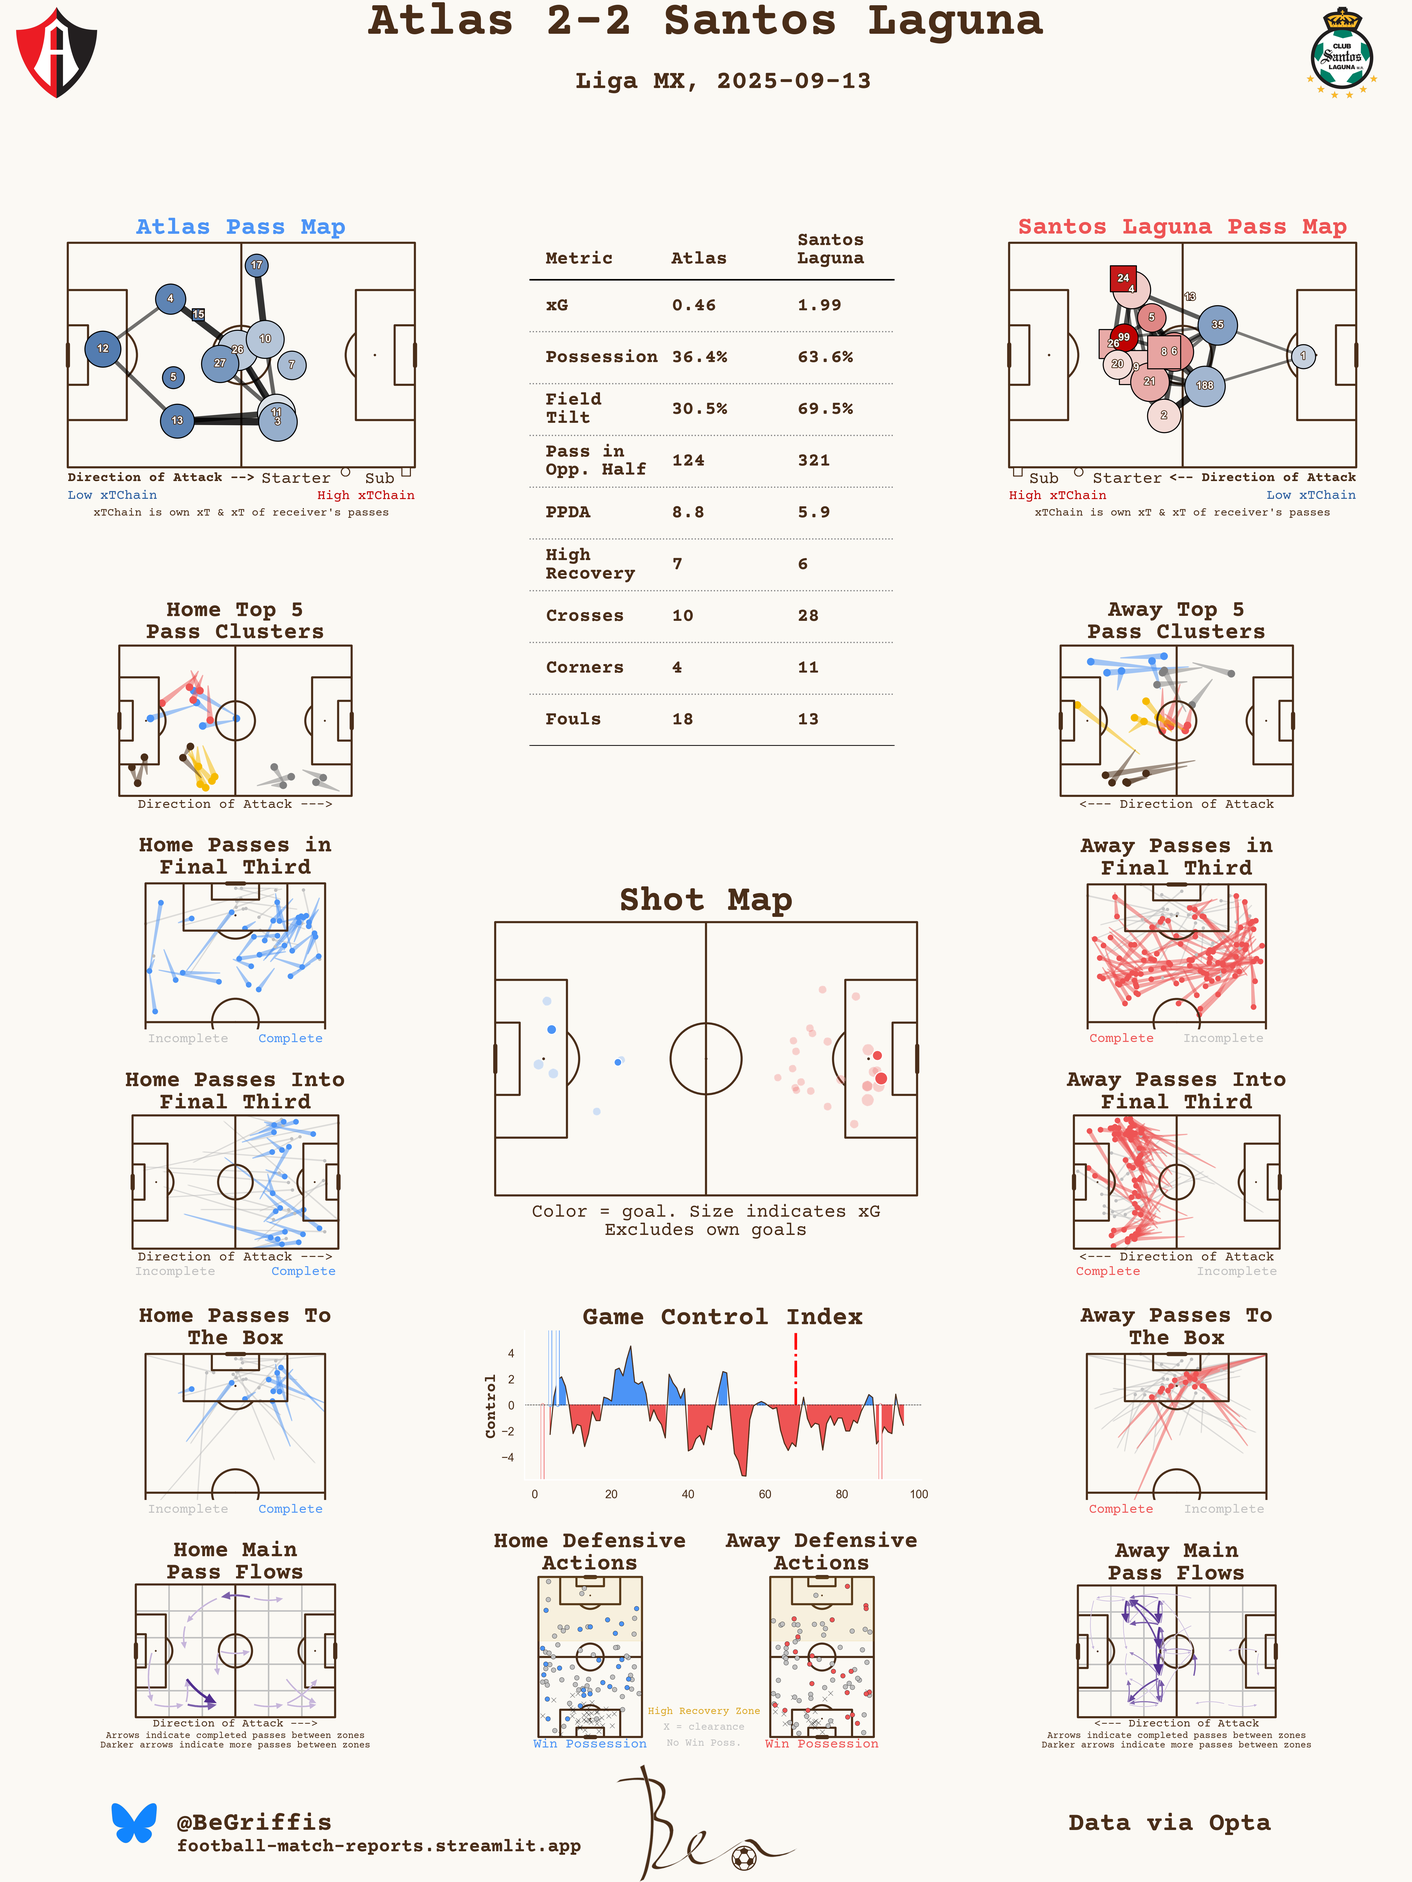 Atlas 2-2 Santos Laguna
Liga MX, 2025-09-13
CLUB
Santos
LAGUNA
Atlas Pass Map
17
4
15
12
26
10
27
7
5
11
13
3
Direction of Attack --> Starter Sub
Low xTChain High xTChain
xTChain is own xT & xT of receiver's passes
Metric Atlas Santos Laguna
xG 0.46 1.99
Possession 36.4% 63.6%
Field Tilt 30.5% 69.5%
Pass in Opp. Half 124 321
PPDA 8.8 5.9
High Recovery 7 6
Crosses 10 28
Corners 4 11
Fouls 18 13
Santos Laguna Pass Map
24
4
13
5
35
99
26
8 6
1
20
9
21
188
2
Sub Starter <-- Direction of Attack
High xTChain Low xTChain
xTChain is own xT & xT of receiver's passes
Home Top 5
Pass Clusters
Direction of Attack --->
Away Top 5
Pass Clusters
<--- Direction of Attack
Home Passes in
Final Third
Incomplete Complete
Away Passes in
Final Third
Complete Incomplete
Shot Map
Color = goal. Size indicates xG
Excludes own goals
Home Passes Into
Final Third
Direction of Attack --->
Incomplete Complete
Away Passes Into
Final Third
<--- Direction of Attack
Complete Incomplete
Home Passes To
The Box
Incomplete Complete
Game Control Index
Control
4
2
0
−2
−4
0 20 40 60 80 100
Away Passes To
The Box
Complete Incomplete
Home Main
Pass Flows
Direction of Attack --->
Arrows indicate completed passes between zones
Darker arrows indicate more passes between zones
Home Defensive
Actions
Win Possession
Away Defensive
Actions
Win Possession
High Recovery Zone
X = clearance
No Win Poss.
Away Main
Pass Flows
<--- Direction of Attack
Arrows indicate completed passes between zones
Darker arrows indicate more passes between zones
@BeGriffis
football-match-reports.streamlit.app
Ben
Data via Opta